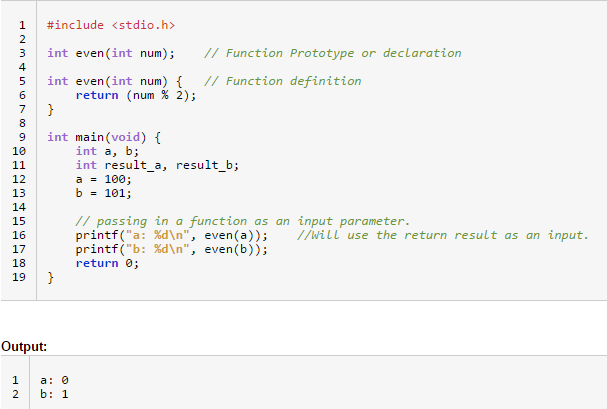 1 #include <stdio.h>
2
3 int even(int num);    // Function Prototype or declaration
4
5 int even(int num) {   // Function definition
6     return (num % 2);
7 }
8
9 int main(void) {
10     int a, b;
11     int result_a, result_b;
12     a = 100;
13     b = 101;
14
15     // passing in a function as an input parameter.
16     printf("a: %d\n", even(a));    //Will use the return result as an input.
17     printf("b: %d\n", even(b));
18     return 0;
19 }
Output:
1 a: 0
2 b: 1